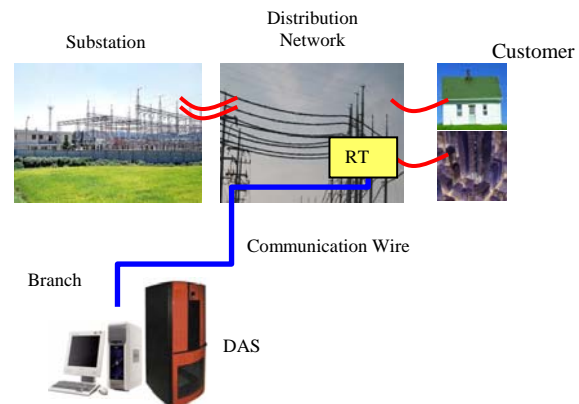 Substation
Distribution
Network
Customer
RT
Communication Wire
Branch
DAS